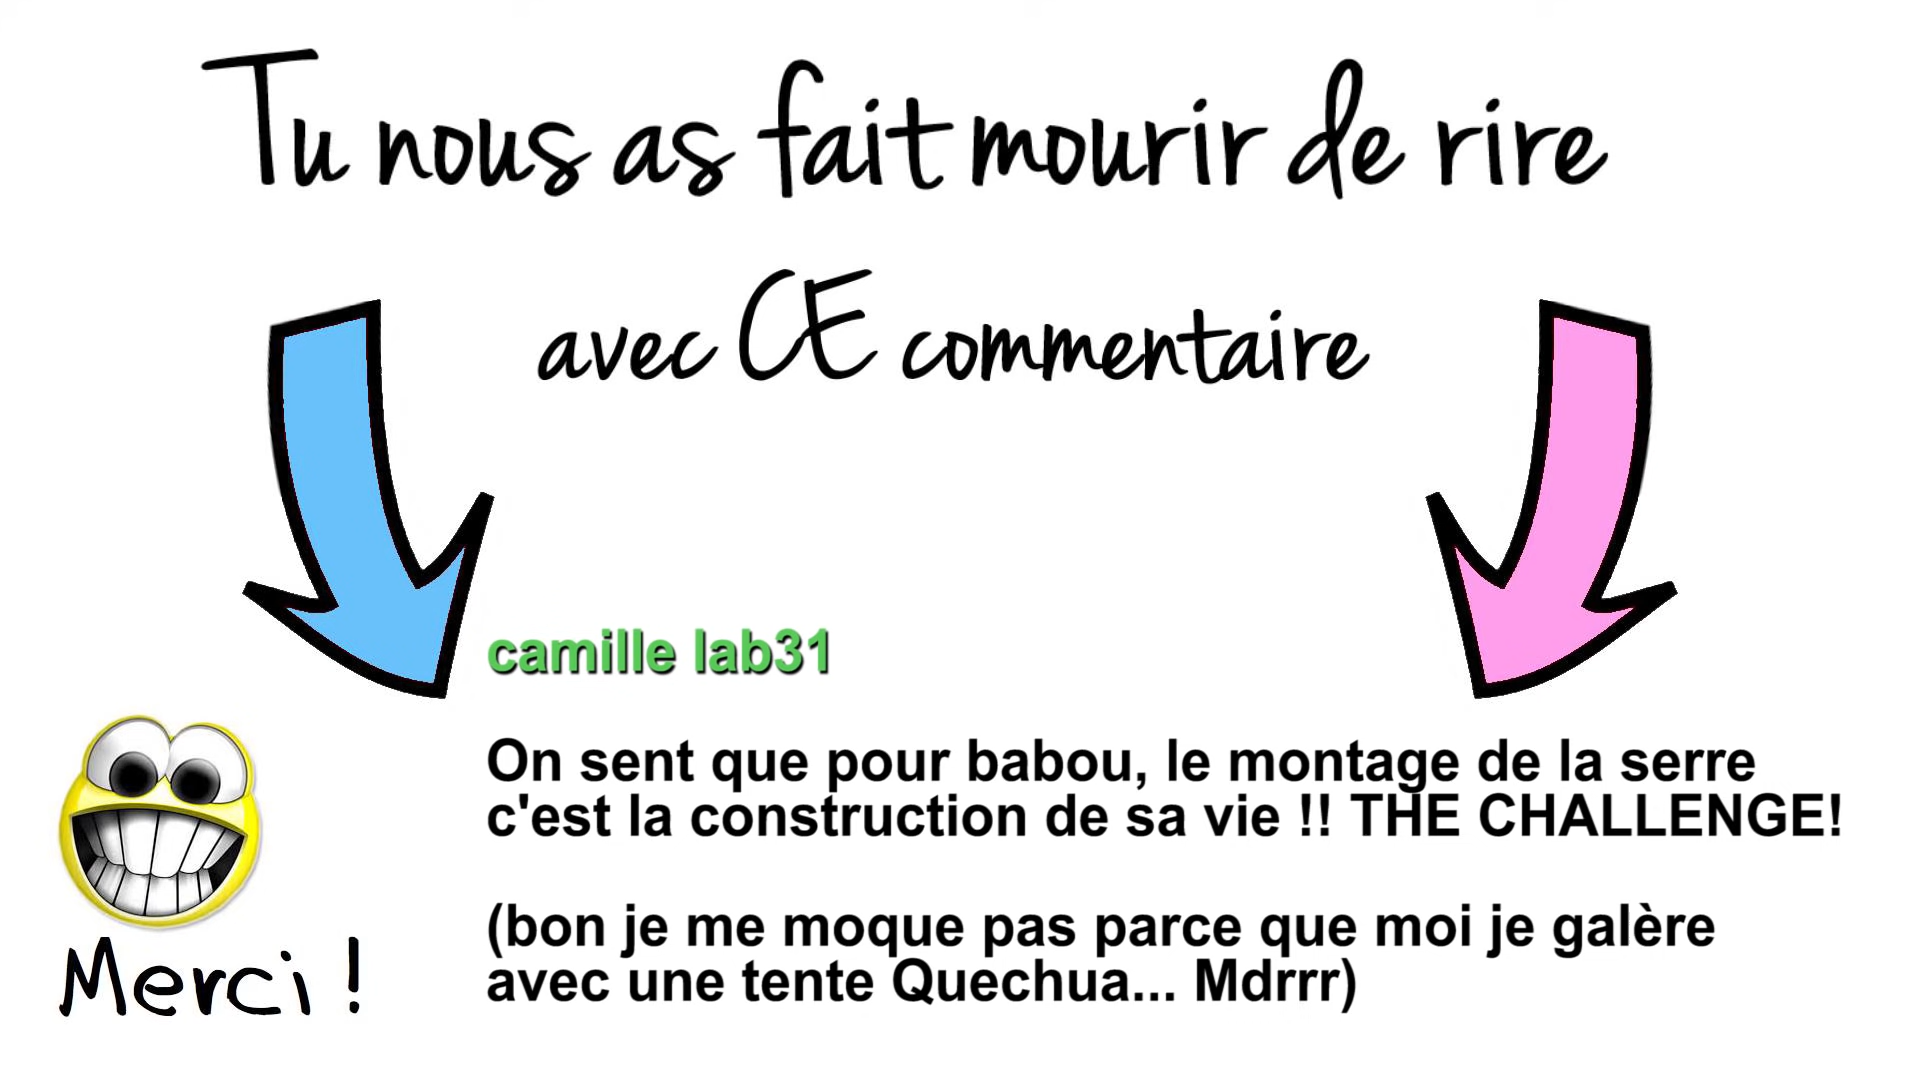 Tu nous as fait mourir de rire
avec CE commentaire
camille lab31
On sent que pour babou, le montage de la serre
c'est la construction de sa vie !! THE CHALLENGE!
(bon je me moque pas parce que moi je galère
avec une tente Quechua... Mdrrr)
Merci !